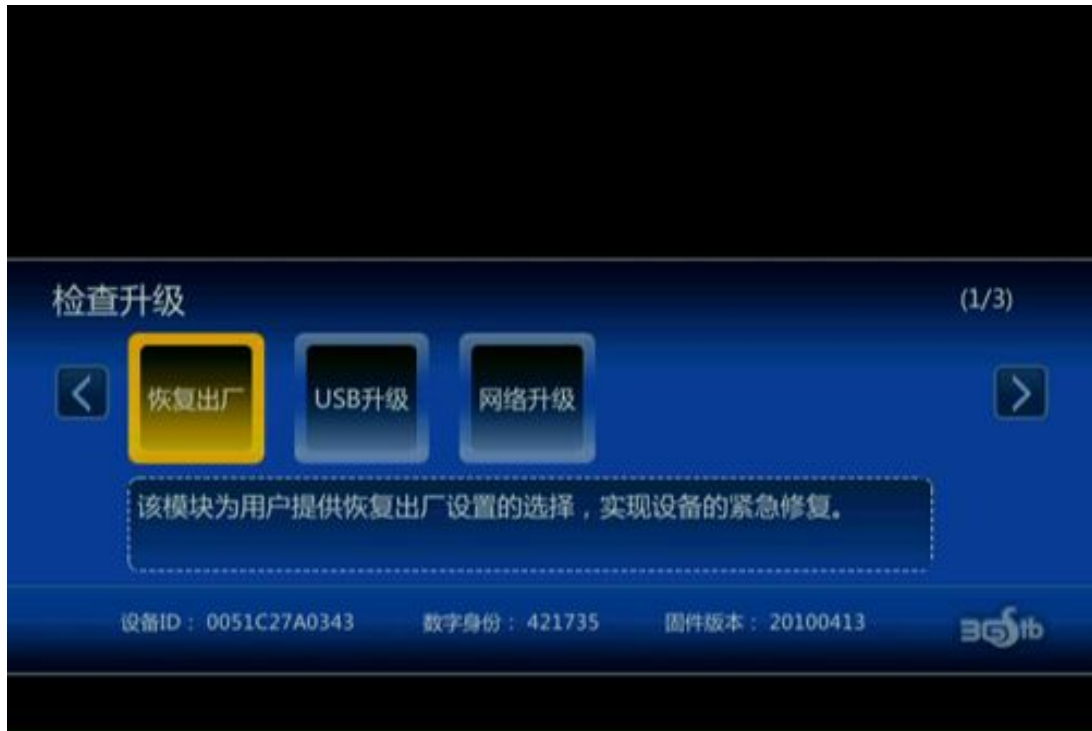 检查升级
(1/3)
恢复出厂
USB升级
网络升级
该模块为用户提供恢复出厂设置的选择，实现设备的紧急修复。
设备ID： 0051C27A0343 数字身份： 421735 固件版本： 20100413
3GStb